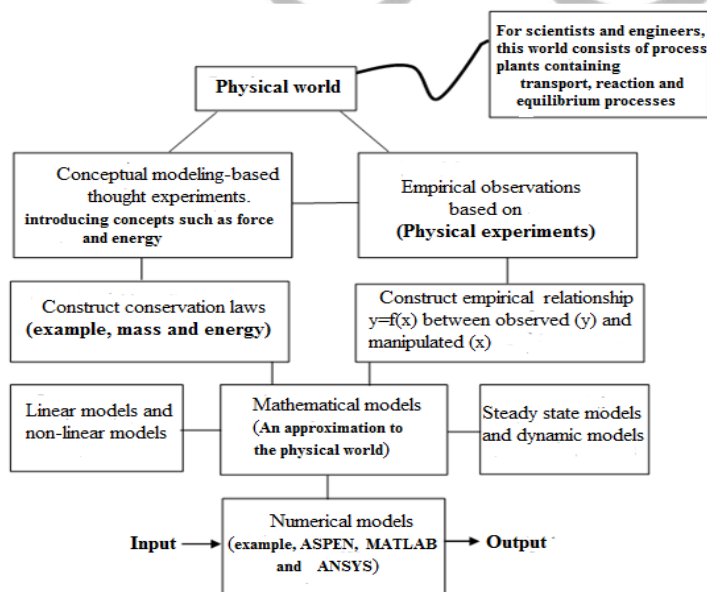 For scientists and engineers,
this world consists of process
plants containing
transport, reaction and
equilibrium processes
Physical world
Conceptual modeling-based
thought experiments.
introducing concepts such as force
and energy
Empirical observations
based on
(Physical experiments)
Construct conservation laws
(example, mass and energy)
Construct empirical relationship
y=f(x) between observed (y) and
manipulated (x)
Linear models and
non-linear models
Mathematical models
(An approximation to
the physical world)
Steady state models
and dynamic models
Numerical models
(example, ASPEN, MATLAB
and ANSYS)
Input
Output